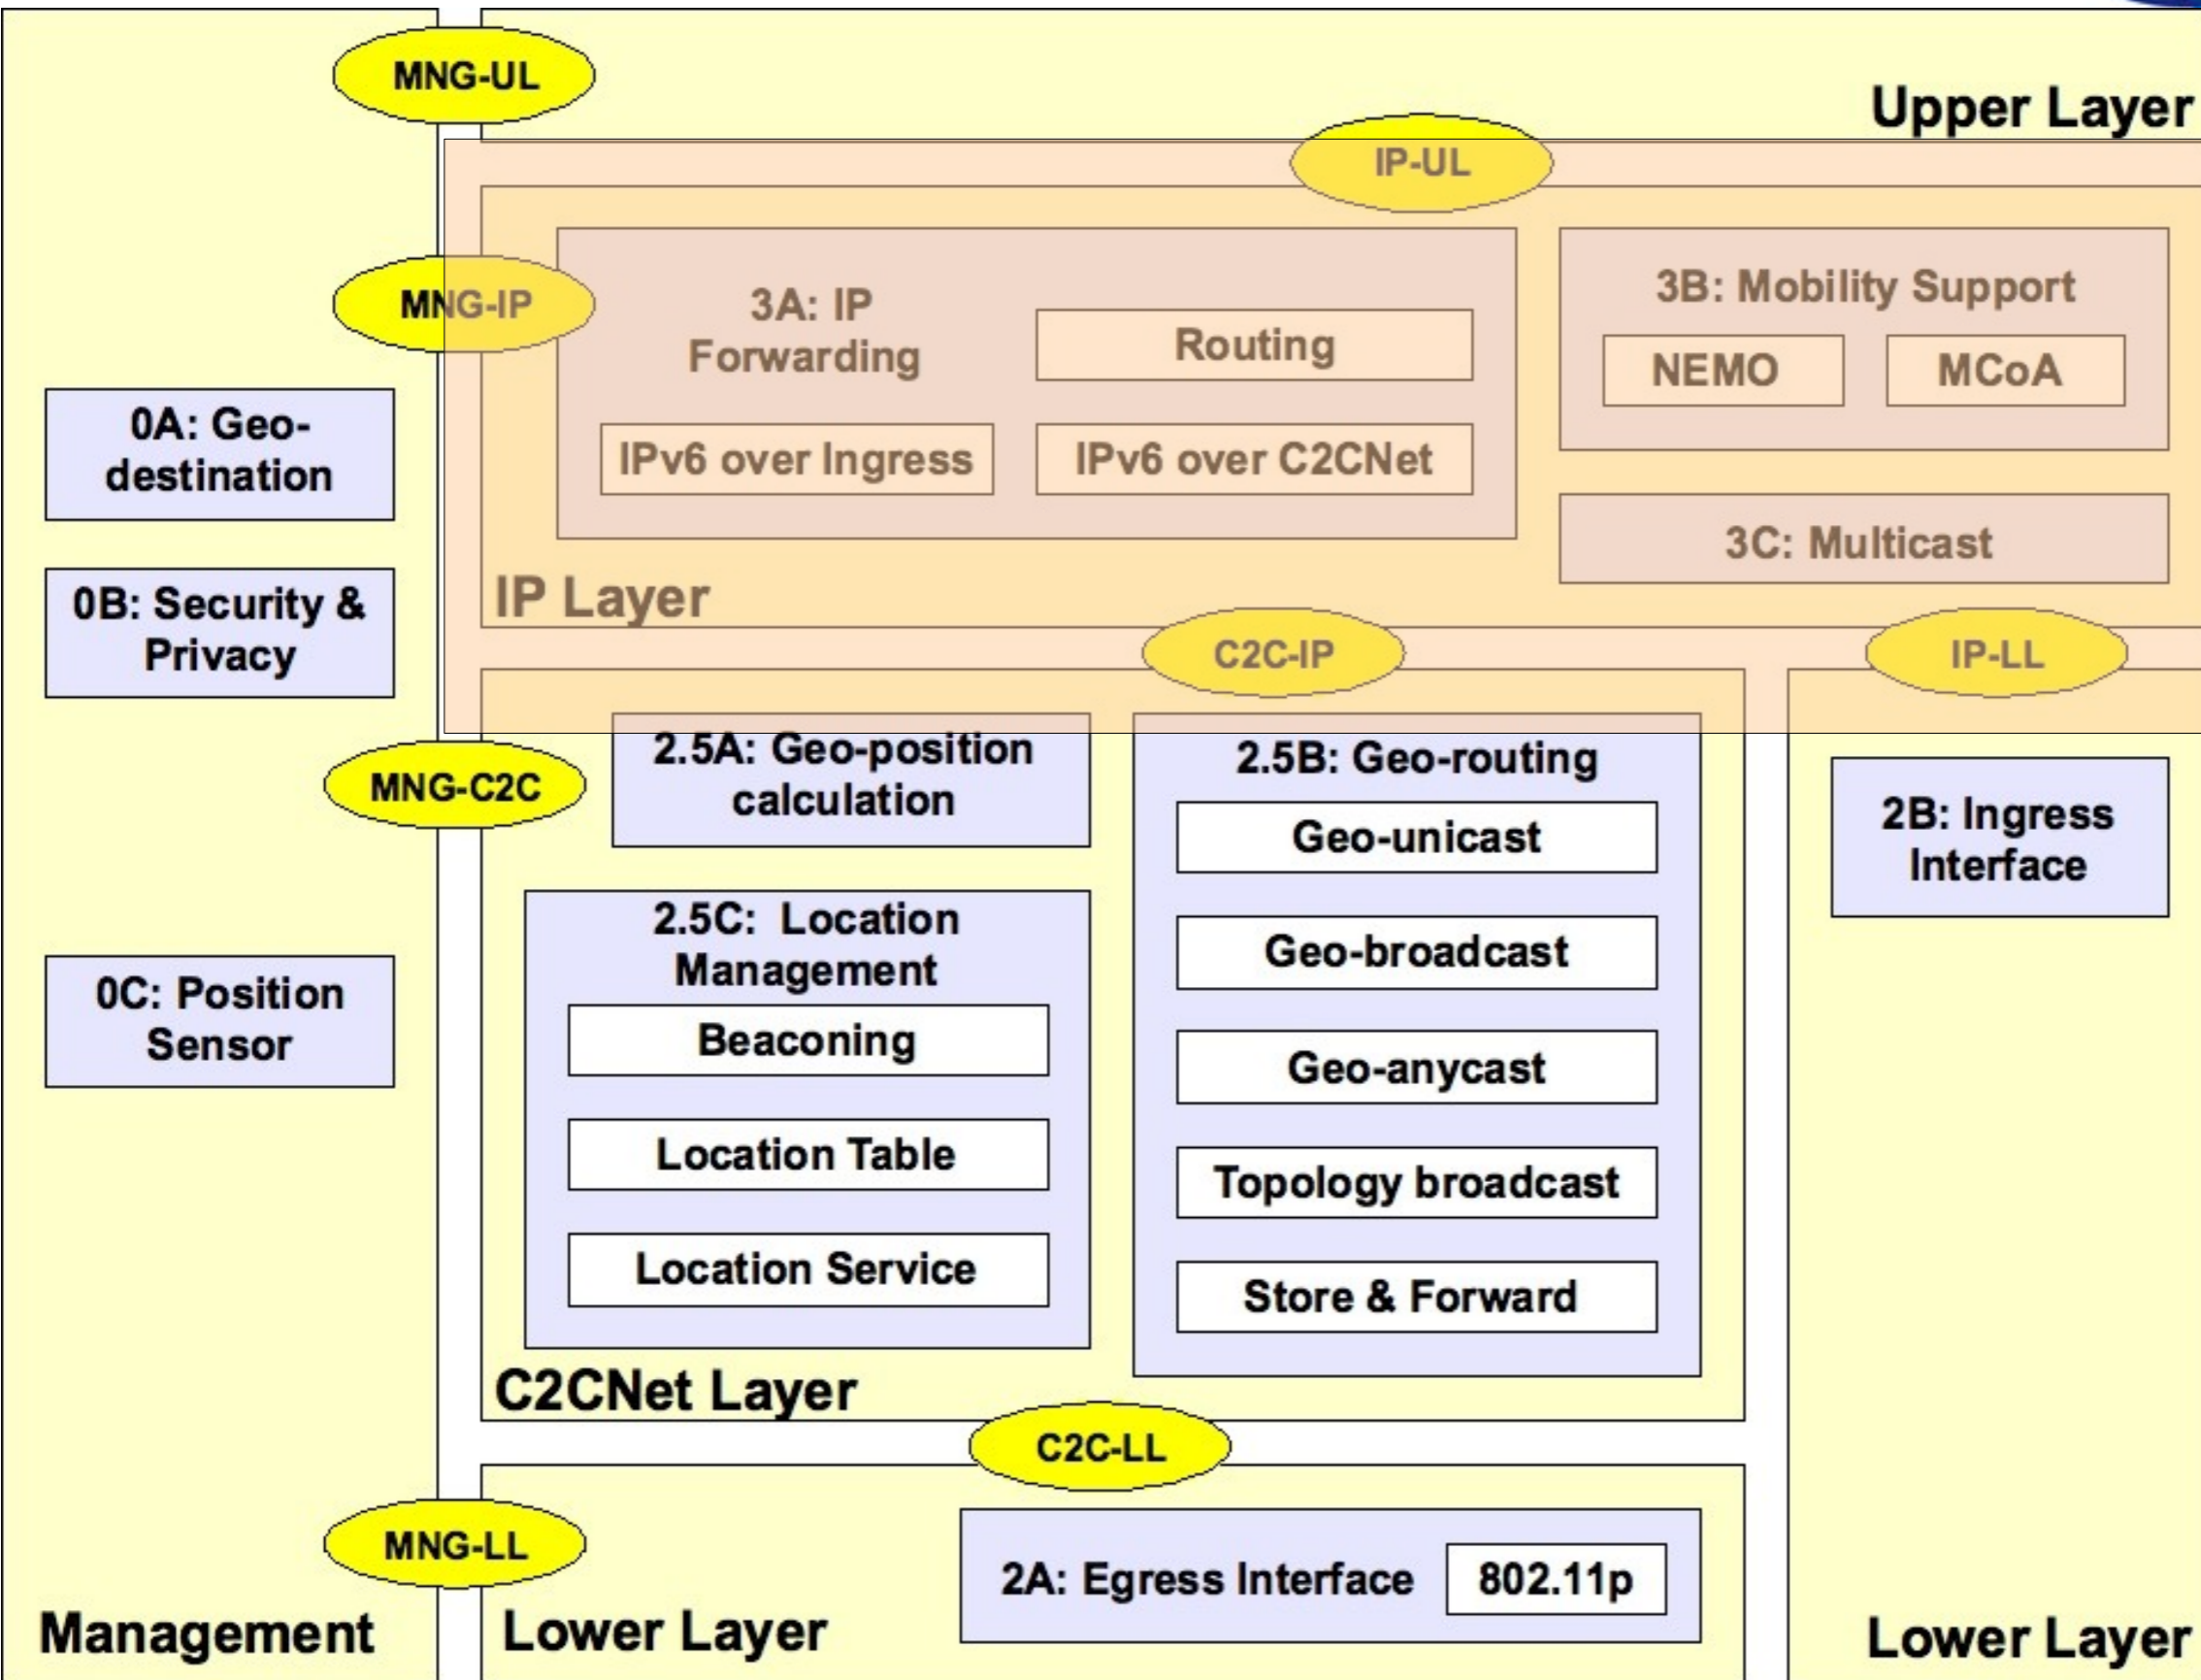 MNG-UL
Upper Layer
IP-UL
MNG-IP
3A: IP
Forwarding
Routing
IPv6 over Ingress
IPv6 over C2CNet
3B: Mobility Support
NEMO
MCoA
3C: Multicast
IP Layer
0A: Geo-
destination
0B: Security &
Privacy
C2C-IP
IP-LL
MNG-C2C
2.5A: Geo-position
calculation
2.5B: Geo-routing
Geo-unicast
Geo-broadcast
Geo-anycast
Topology broadcast
Store & Forward
2B: Ingress
Interface
2.5C: Location
Management
Beaconing
Location Table
Location Service
0C: Position
Sensor
C2CNet Layer
C2C-LL
MNG-LL
2A: Egress Interface
802.11p
Management
Lower Layer
Lower Layer